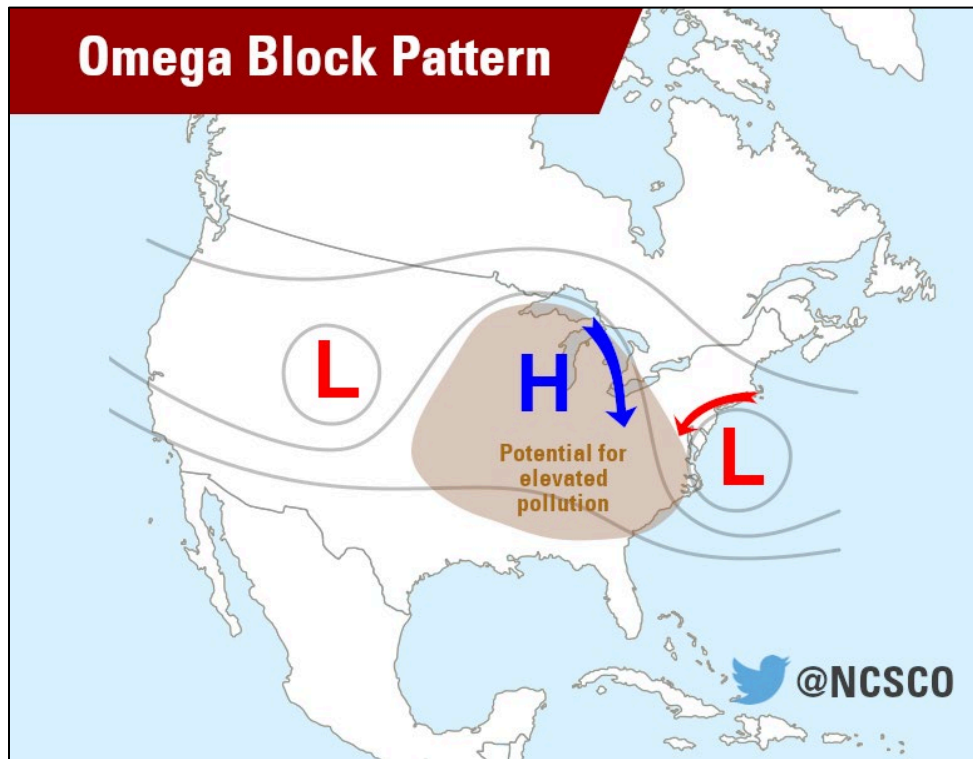 Omega Block Pattern
L
H
Potential for
elevated
pollution
L
@NCSCO